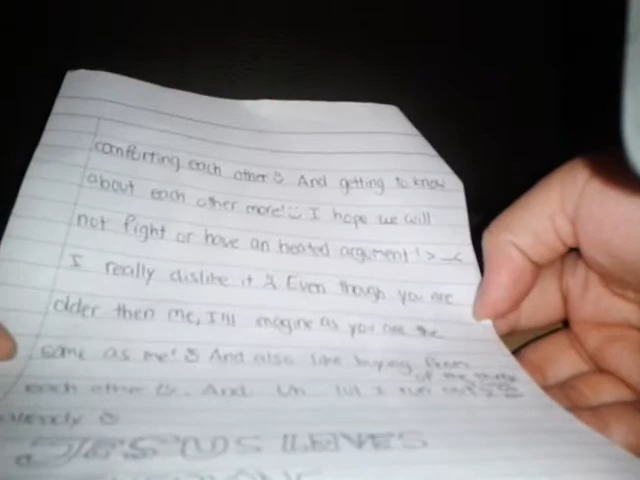 comforting each other And getting to know
about each other more! I hope we will
not fight or have an heated argument! >_<
I really dislike it Even though you are
older then me, I'll imagine as you are the
same as me! And also like buying
each other And I run out
JESUS LOVES